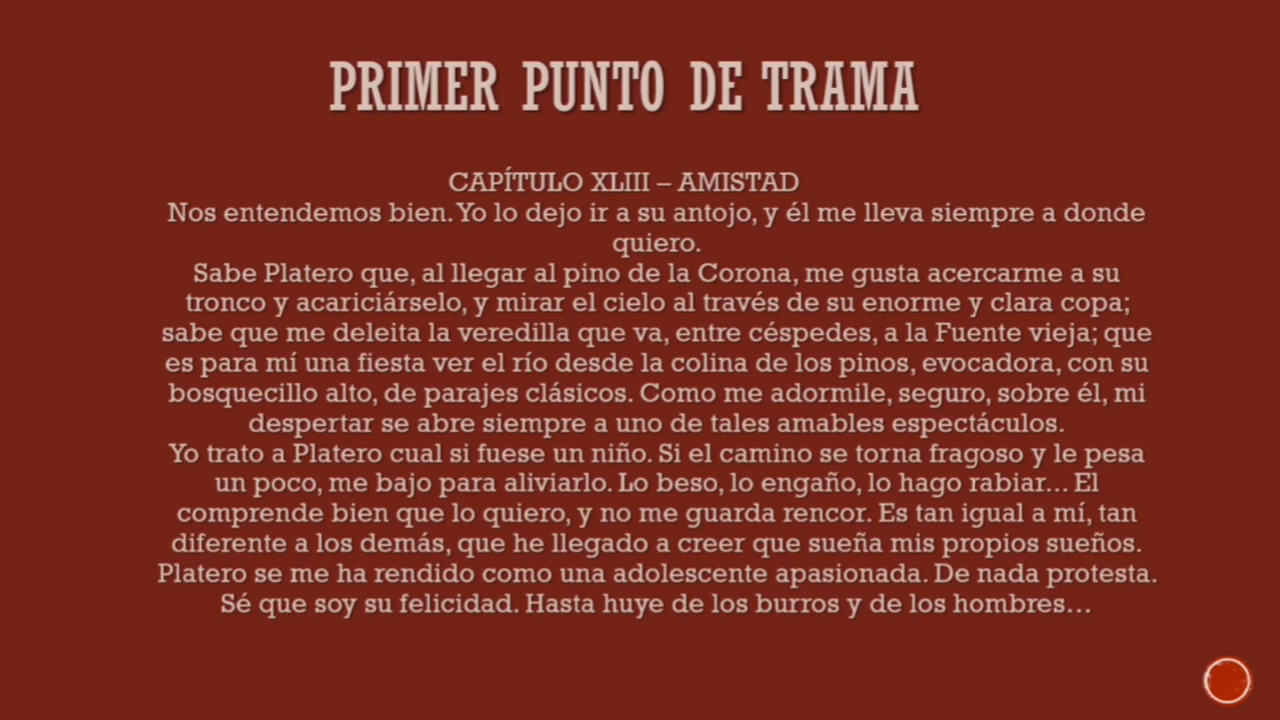 PRIMER PUNTO DE TRAMA
CAPÍTULO XLIII – AMISTAD
Nos entendemos bien. Yo lo dejo ir a su antojo, y él me lleva siempre a donde
quiero.
Sabe Platero que, al llegar al pino de la Corona, me gusta acercarme a su
tronco y acariciárselo, y mirar el cielo al través de su enorme y clara copa;
sabe que me deleita la veredilla que va, entre céspedes, a la Fuente vieja; que
es para mí una fiesta ver el río desde la colina de los pinos, evocadora, con su
bosquecillo alto, de parajes clásicos. Como me adormile, seguro, sobre él, mi
despertar se abre siempre a uno de tales amables espectáculos.
Yo trato a Platero cual si fuese un niño. Si el camino se torna fragoso y le pesa
un poco, me bajo para aliviarlo. Lo beso, lo engaño, lo hago rabiar... El
comprende bien que lo quiero, y no me guarda rencor. Es tan igual a mí, tan
diferente a los demás, que he llegado a creer que sueña mis propios sueños.
Platero se me ha rendido como una adolescente apasionada. De nada protesta.
Sé que soy su felicidad. Hasta huye de los burros y de los hombres...